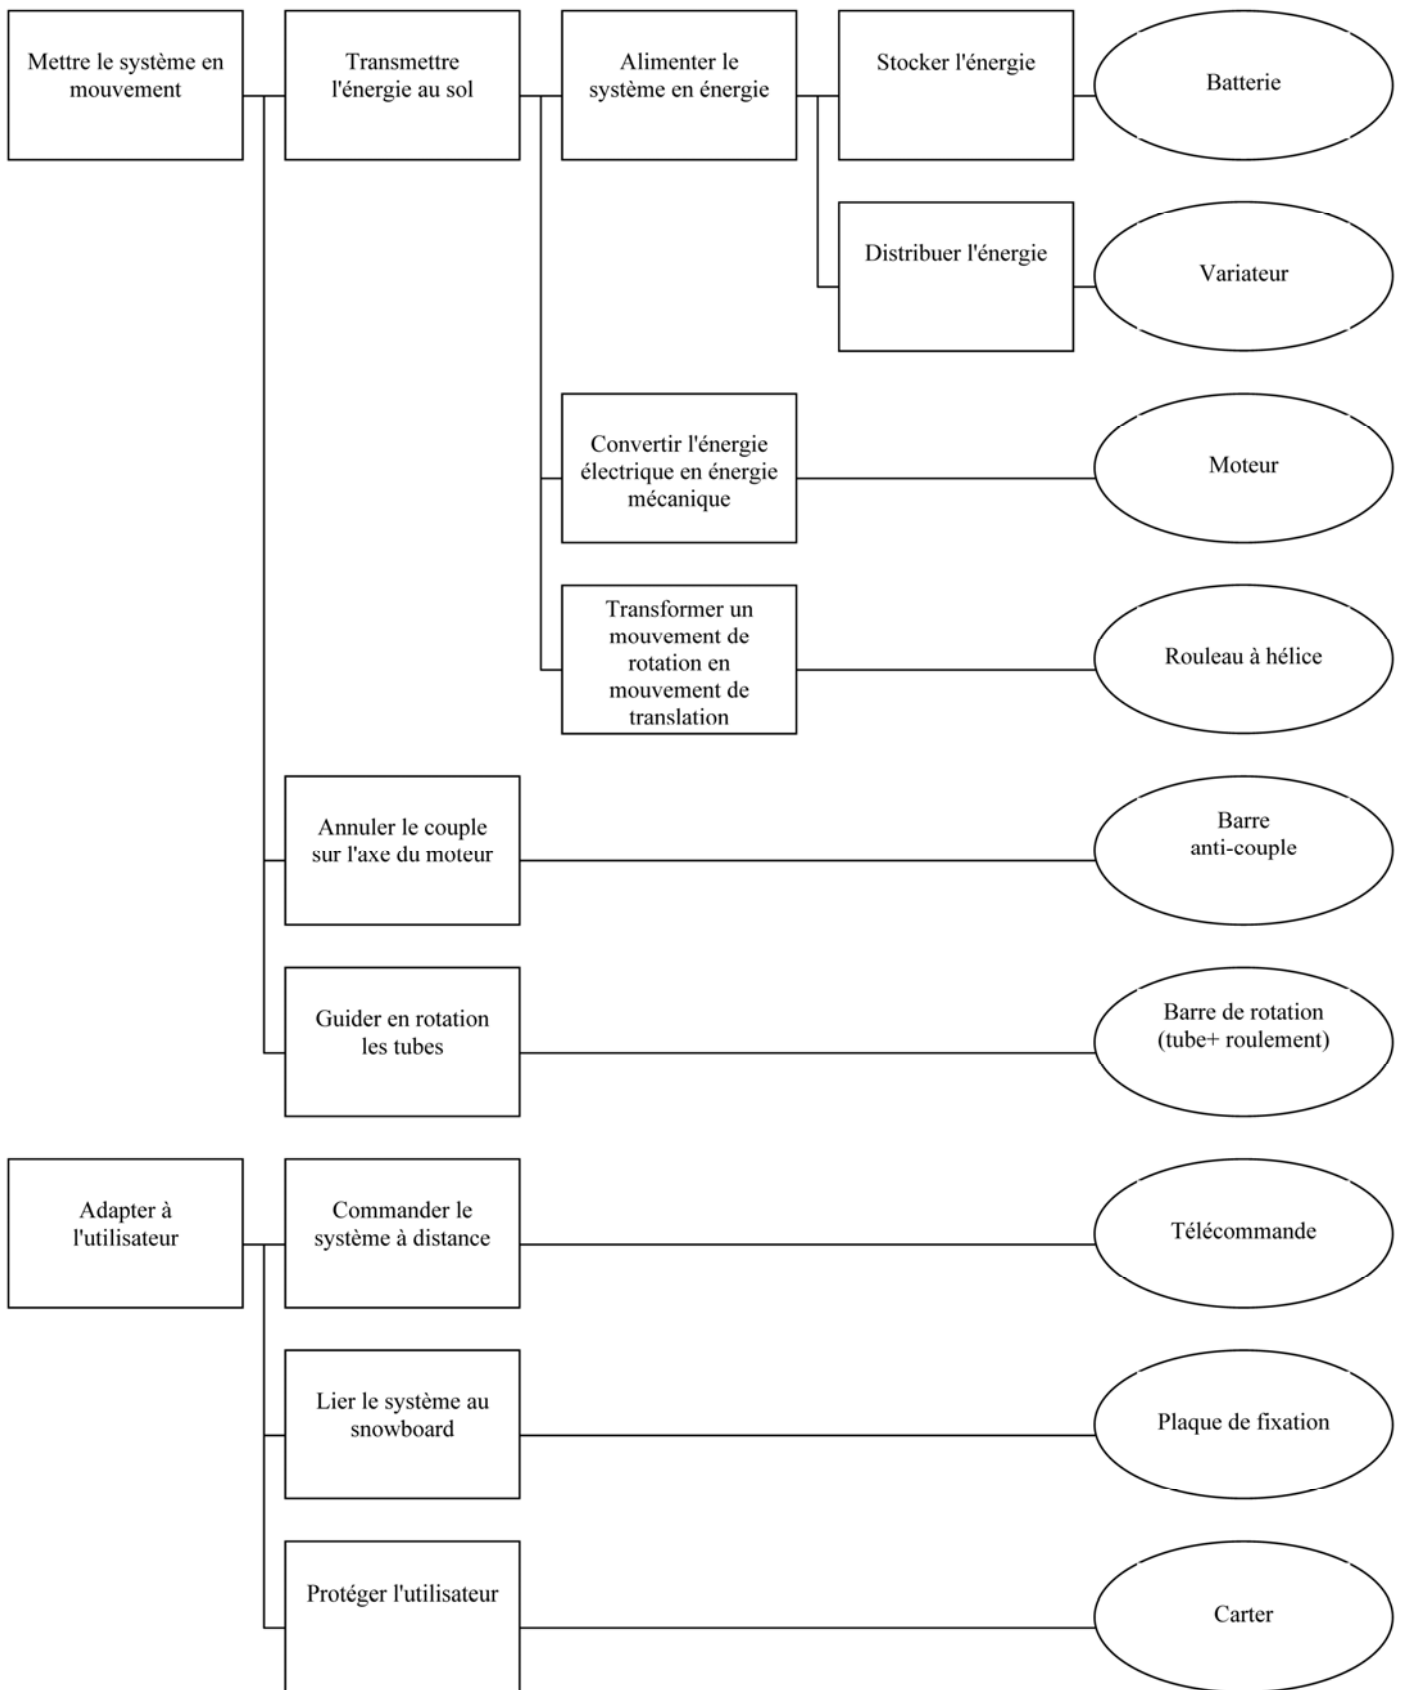 Mettre le système en
mouvement
Transmettre
l'énergie au sol
Alimenter le
système en énergie
Stocker l'énergie
Batterie
Distribuer l'énergie
Variateur
Convertir l'énergie
électrique en énergie
mécanique
Moteur
Transformer un
mouvement de
rotation en
mouvement de
translation
Rouleau à hélice
Annuler le couple
sur l'axe du moteur
Barre
anti-couple
Guider en rotation
les tubes
Barre de rotation
(tube+ roulement)
Adapter à
l'utilisateur
Commander le
système à distance
Télécommande
Lier le système au
snowboard
Plaque de fixation
Protéger l'utilisateur
Carter